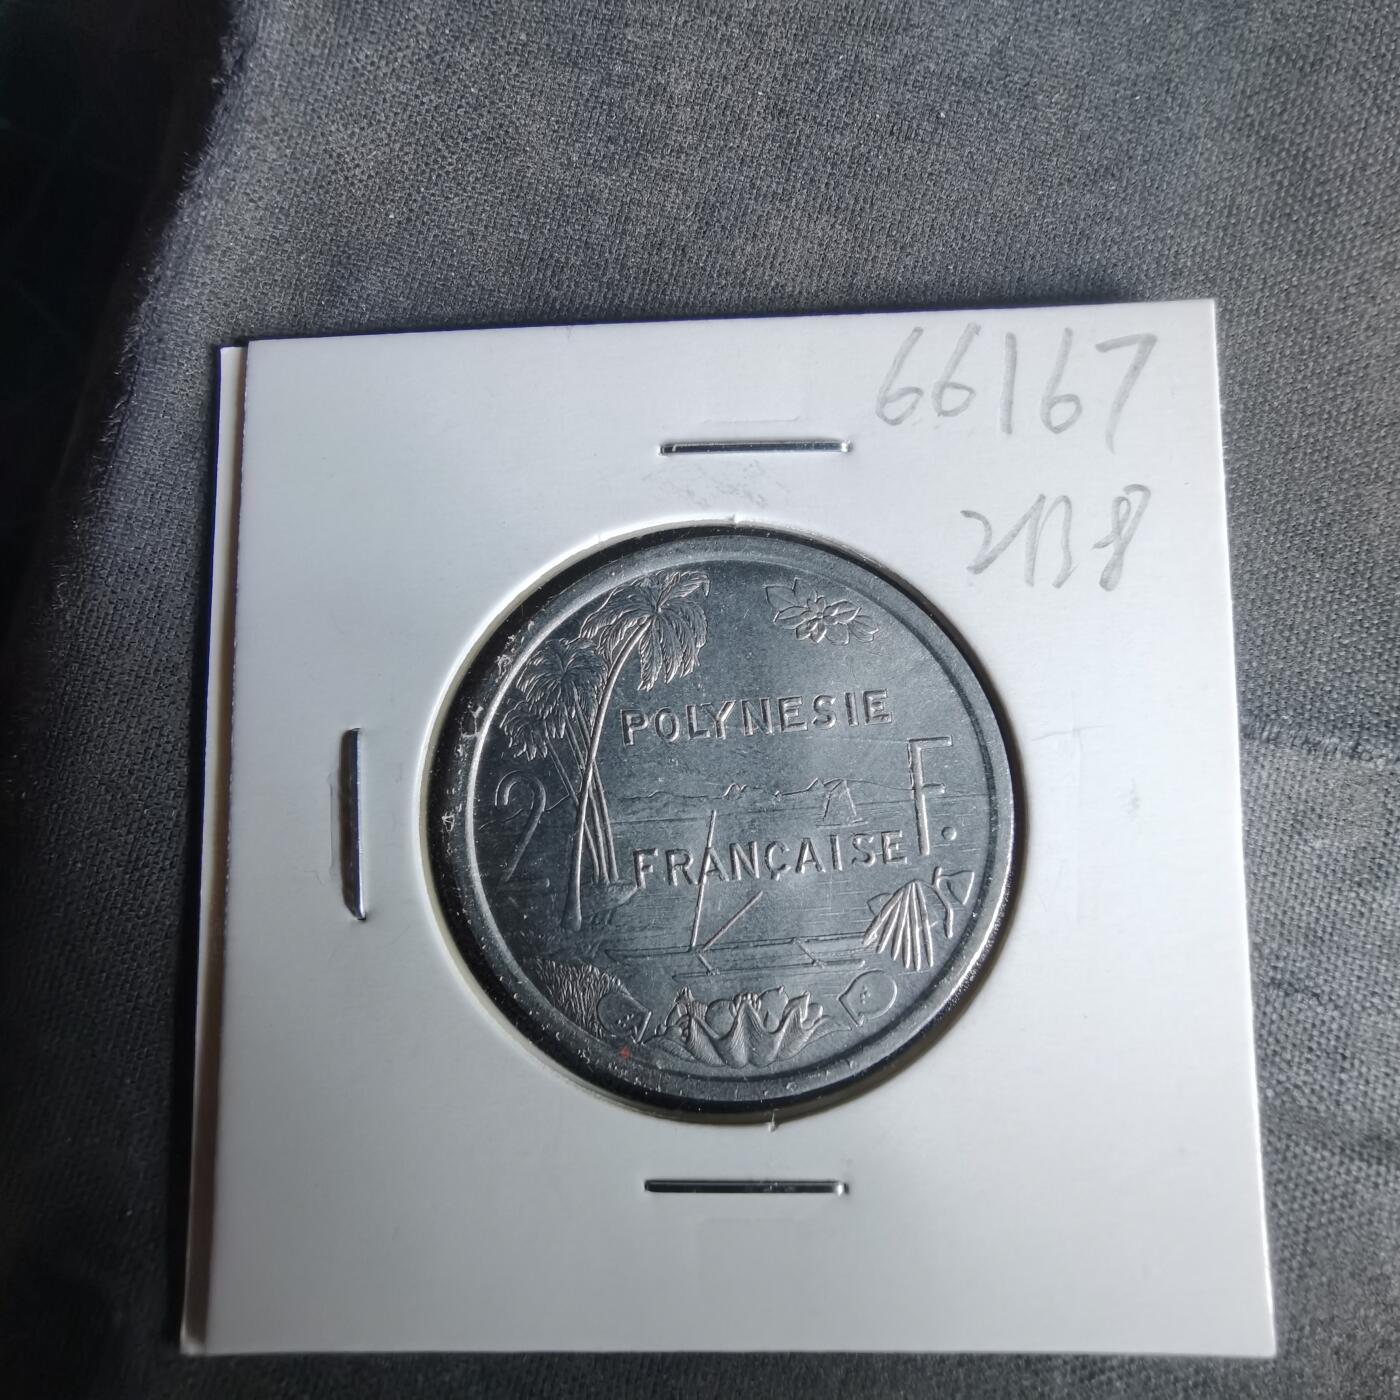 66167
2138
POLYNESIE
2 F.
FRANÇAISE